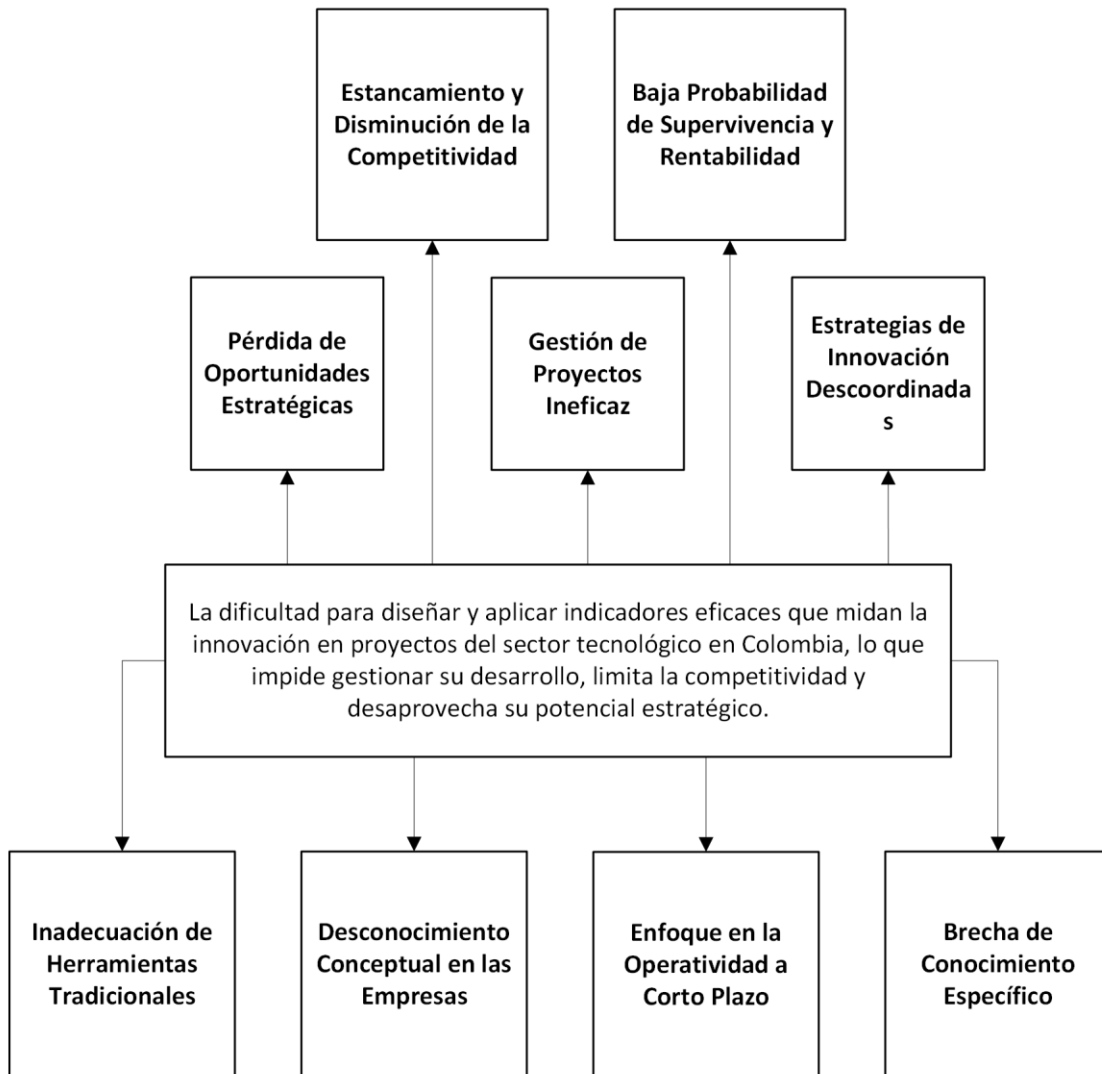 Estancamiento y
Disminución de la
Competitividad
Baja Probabilidad
de Supervivencia y
Rentabilidad
Pérdida de
Oportunidades
Estratégicas
Gestión de
Proyectos
Ineficaz
Estrategias de
Innovación
Descoordinada
s
La dificultad para diseñar y aplicar indicadores eficaces que midan la
innovación en proyectos del sector tecnológico en Colombia, lo que
impide gestionar su desarrollo, limita la competitividad y
desaprovecha su potencial estratégico.
Inadecuación de
Herramientas
Tradicionales
Desconocimiento
Conceptual en las
Empresas
Enfoque en la
Operatividad a
Corto Plazo
Brecha de
Conocimiento
Específico